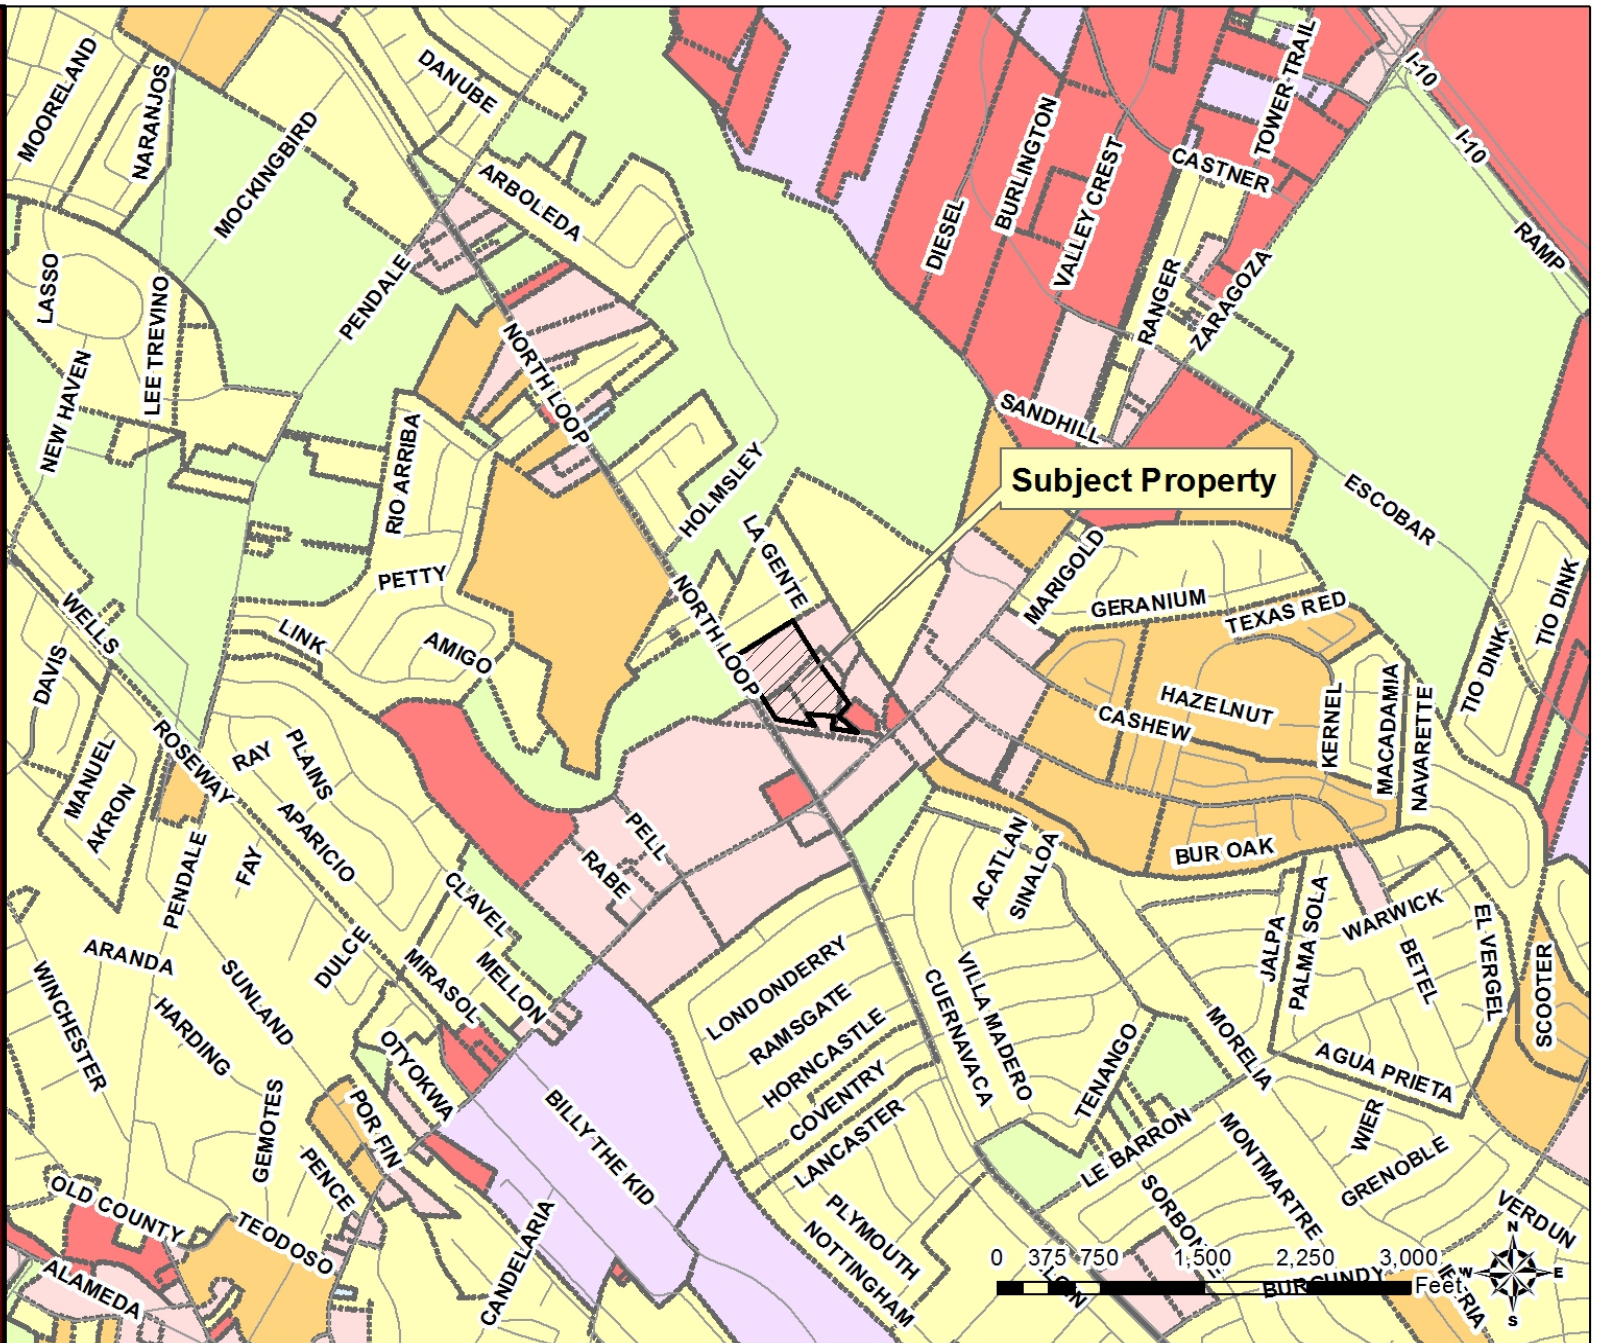 MOORELAND
NARANJOS
MOCKINGBIRD
DANUBE
ARBOLEDA
PENDALE
LASSO
LEE TREVINO
NEW HAVEN
NORTH LOOP
RIO ARRIBA
PETTY
HOLMSLEY
LA GENTE
NORTH LOOP
DIESEL
BURLINGTON
VALLEY CREST
CASTNER
TOWER TRAIL
I-10
I-10
RAMP
RANGER
ZARAGOZA
SANDHILL
Subject Property
ESCOBAR
MARIGOLD
GERANIUM
TEXAS RED
TIO DINK
TIO DINK
HAZELNUT
CASHEW
KERNEL
MACADAMIA
NAVARETTE
BUR OAK
WELLS
LINK
AMIGO
DAVIS
ROSEWAY
RAY
PLAINS
MANUEL
AKRON
APARICIO
PENDALE
FAY
PELL
RABE
CLAVEL
ACATLAN
SINALOA
WARWICK
JALPA
PALMA SOLA
BETEL
EL VERGEL
SCOOTER
ARANDA
WINCHESTER
SUNLAND
HARDING
DULCE
MIRASOL
MELLON
LONDONDERRY
RAMSGATE
HORNCASTLE
COVENTRY
LANCASTER
CUERNAVACA
VILLA MADERO
TENANGO
MORELIA
AGUA PRIETA
OTYOKWA
GEMOTES
POR FIN
PENCE
BILLY THE KID
WIER
LE BARRON
MONTMARTRE
GRENOBLE
VERDUN
OLD COUNTY
TEODOSO
ALAMEDA
CANDELARIA
PLYMOUTH
NOTTINGHAM
BURGUNDY
0 375 750 1,500 2,250 3,000
Feet
N
W
E
S